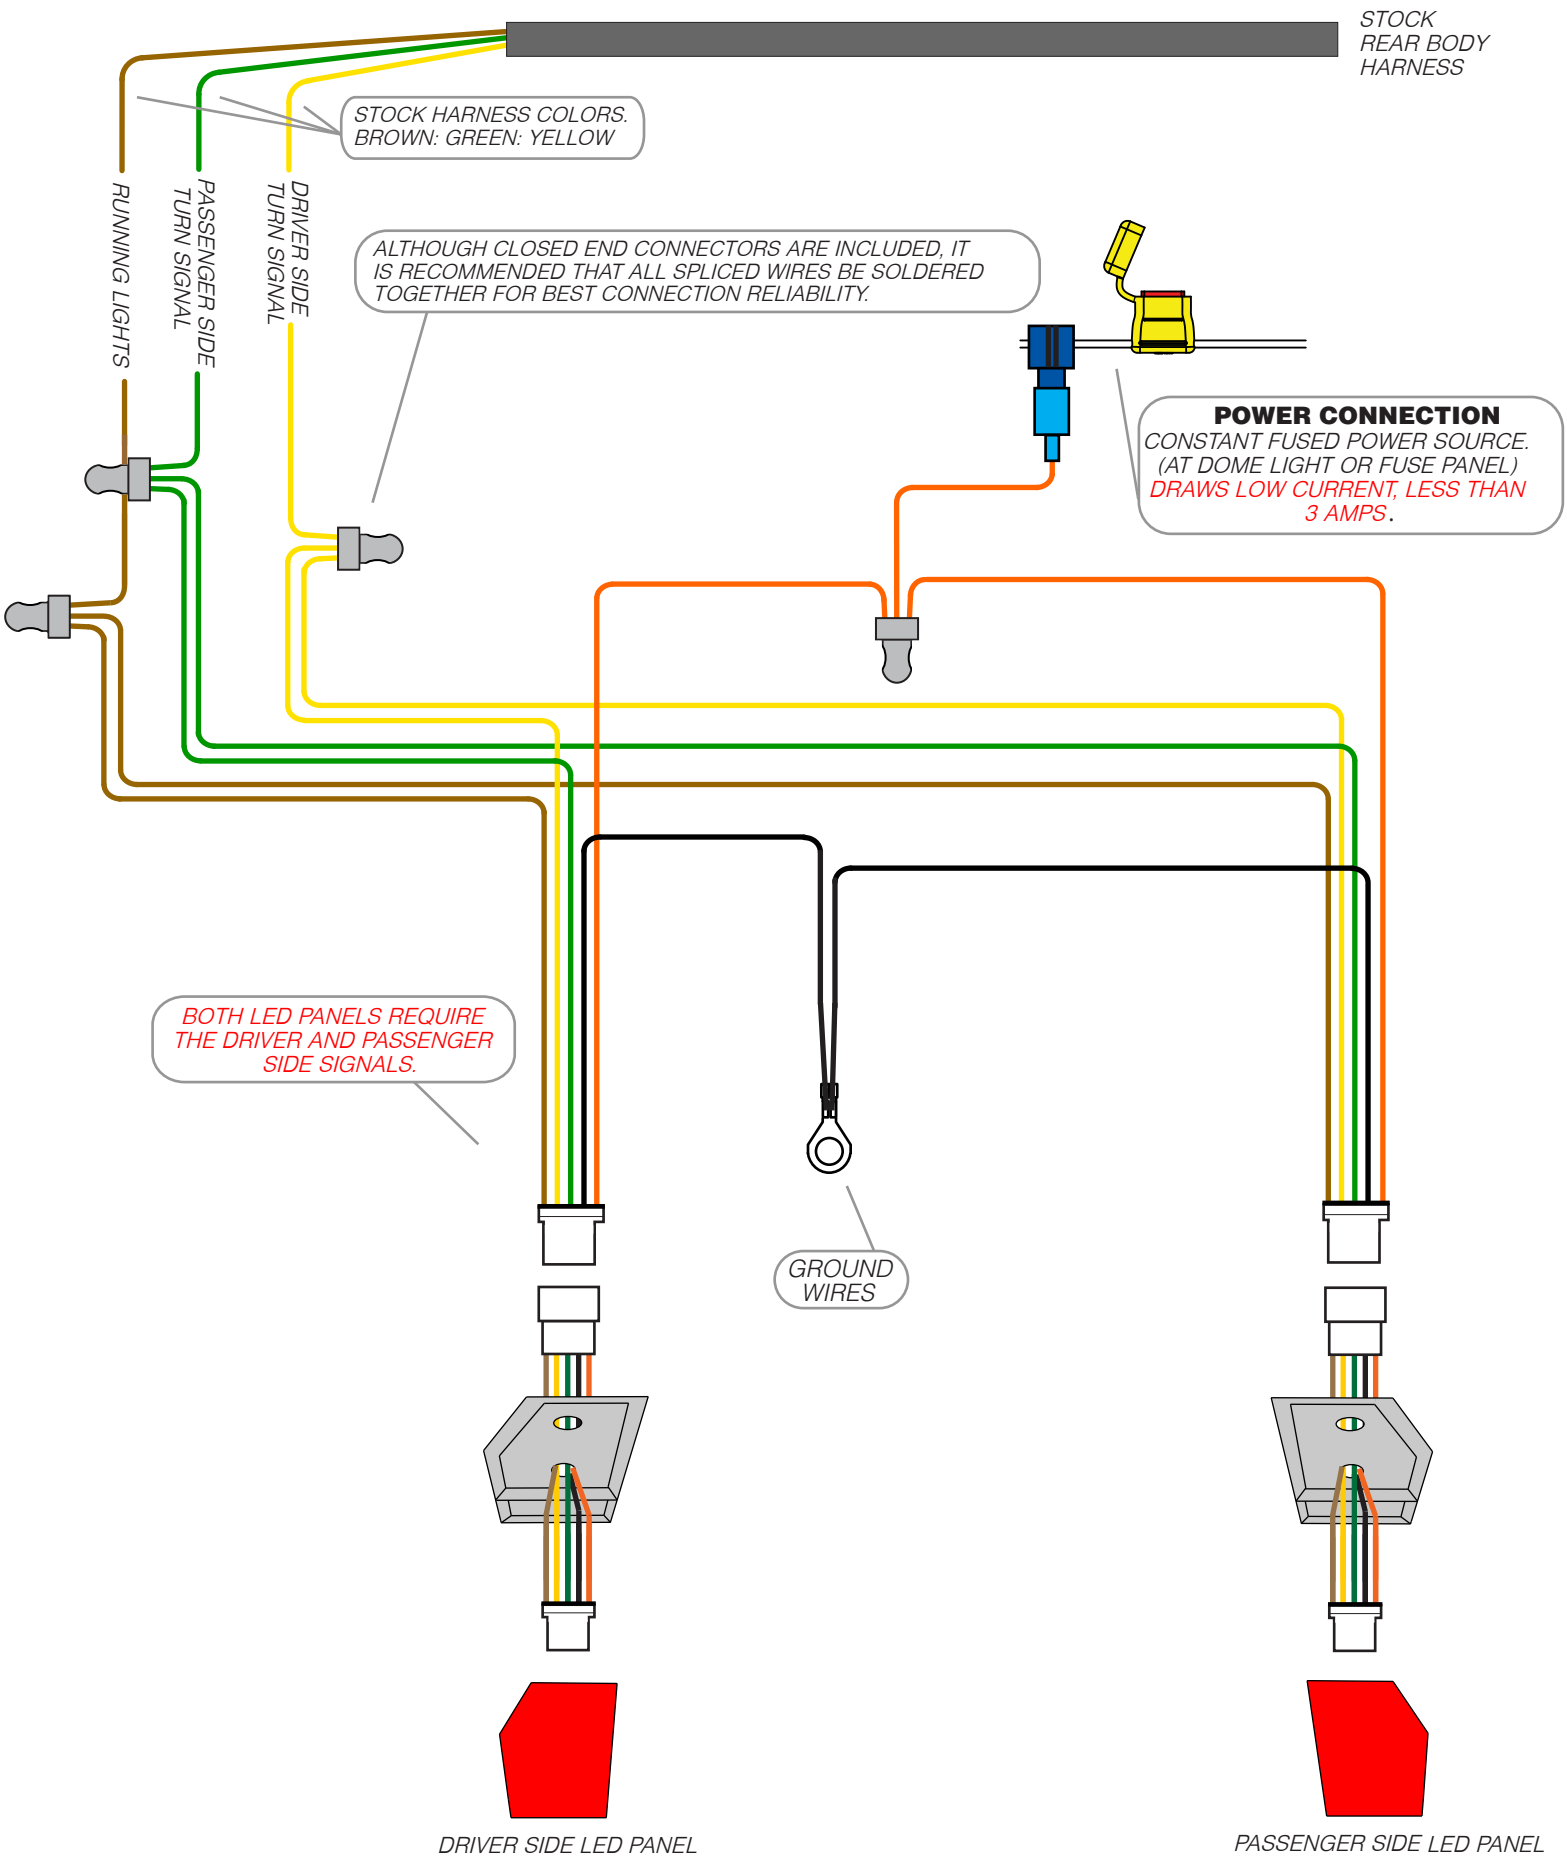 STOCK
REAR BODY
HARNESS
STOCK HARNESS COLORS.
BROWN: GREEN: YELLOW
RUNNING LIGHTS
PASSENGER SIDE
TURN SIGNAL
DRIVER SIDE
TURN SIGNAL
ALTHOUGH CLOSED END CONNECTORS ARE INCLUDED, IT
IS RECOMMENDED THAT ALL SPLICED WIRES BE SOLDERED
TOGETHER FOR BEST CONNECTION RELIABILITY.
POWER CONNECTION
CONSTANT FUSED POWER SOURCE.
(AT DOME LIGHT OR FUSE PANEL)
DRAWS LOW CURRENT, LESS THAN
3 AMPS.
BOTH LED PANELS REQUIRE
THE DRIVER AND PASSENGER
SIDE SIGNALS.
GROUND
WIRES
DRIVER SIDE LED PANEL
PASSENGER SIDE LED PANEL